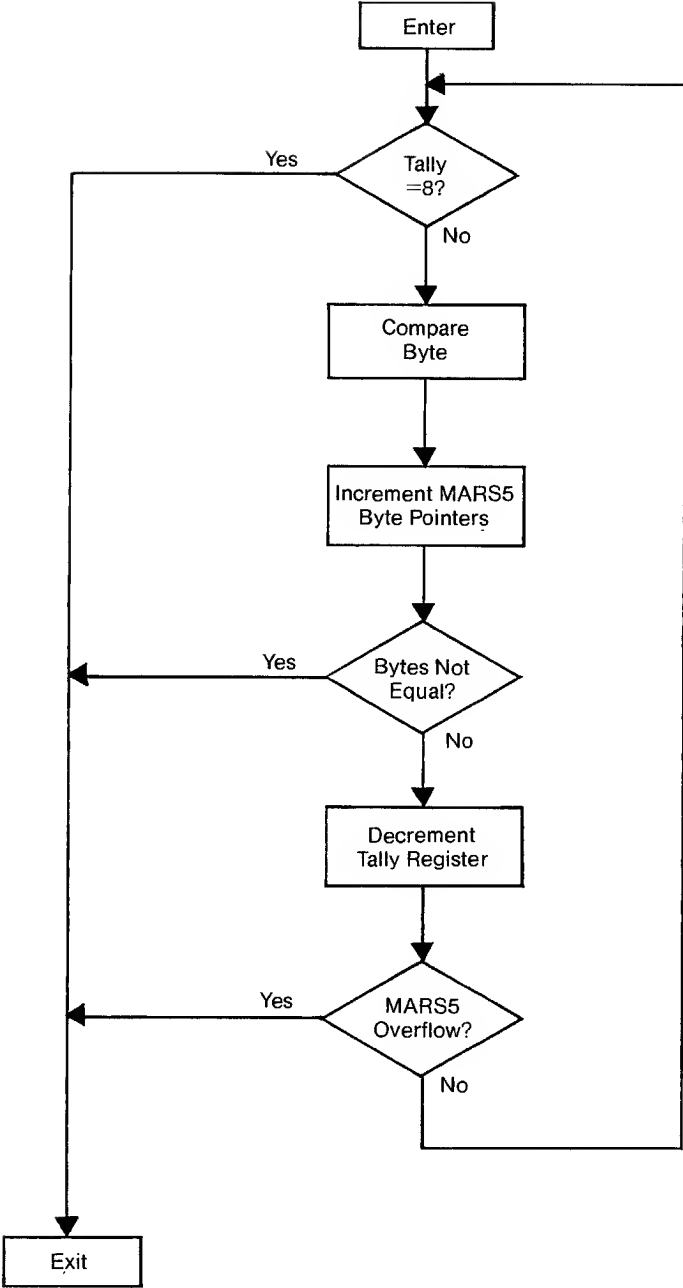 Enter
Yes
Tally
=8?
No
Compare
Byte
Increment MARS5
Byte Pointers
Yes
Bytes Not
Equal?
No
Decrement
Tally Register
Yes
MARS5
Overflow?
No
Exit